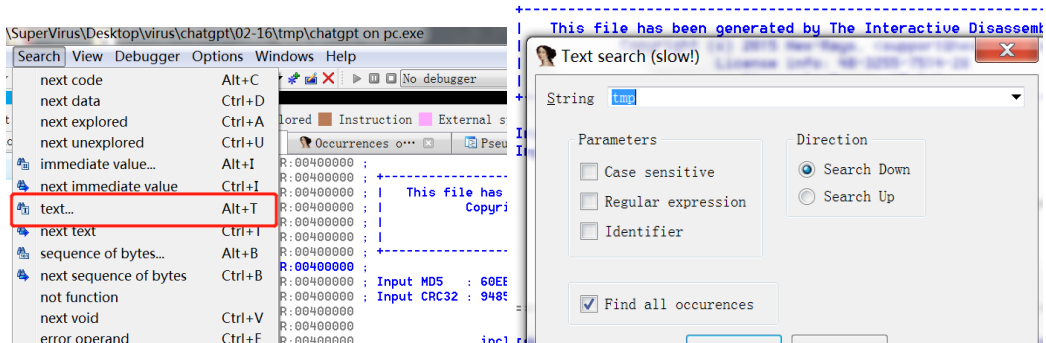 \SuperVirus\Desktop\virus\chatgpt\02-16\tmp\chatgpt on pc.exe
Search View Debugger Options Windows Help
next code Alt+C
next data Ctrl+D
next explored Ctrl+A
next unexplored Ctrl+U
immediate value... Alt+I
next immediate value Ctrl+I
text... Alt+T
next text Ctrl+T
sequence of bytes... Alt+B
next sequence of bytes Ctrl+B
not function
next void Ctrl+V
error operand Ctrl+F
No debugger
lored Instruction External s
Occurrences o… Pseu
R:00400000 ;
R:00400000 ; +-------------
R:00400000 ; | This file has
R:00400000 ; | Copyri
R:00400000 ; |
R:00400000 ; |
R:00400000 ; +-------------
R:00400000 ;
R:00400000 ; Input MD5 : 60EE
R:00400000 ; Input CRC32 : 9485
R:00400000
R:00400000
R:00400000 incl
| This file has been generated by The Interactive Disassemb
Text search (slow!)
String tmp
Parameters
Case sensitive
Regular expression
Identifier
Direction
Search Down
Search Up
Find all occurences